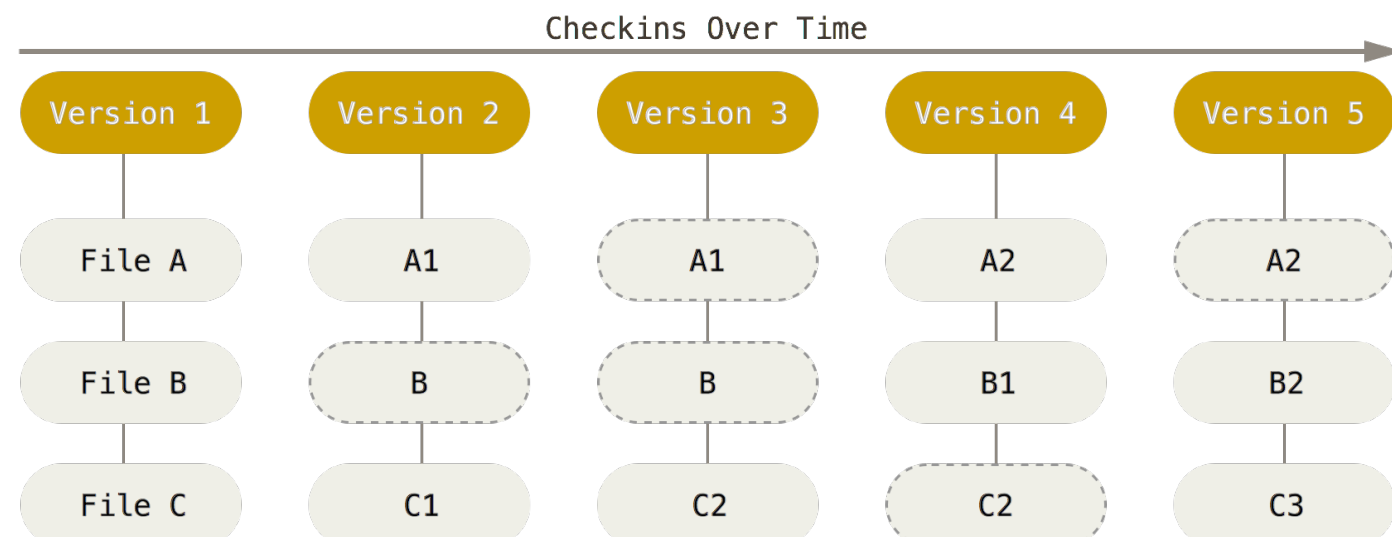 Checkins Over Time
Version 1 Version 2 Version 3 Version 4 Version 5
File A A1 A1 A2 A2
File B B B B1 B2
File C C1 C2 C2 C3